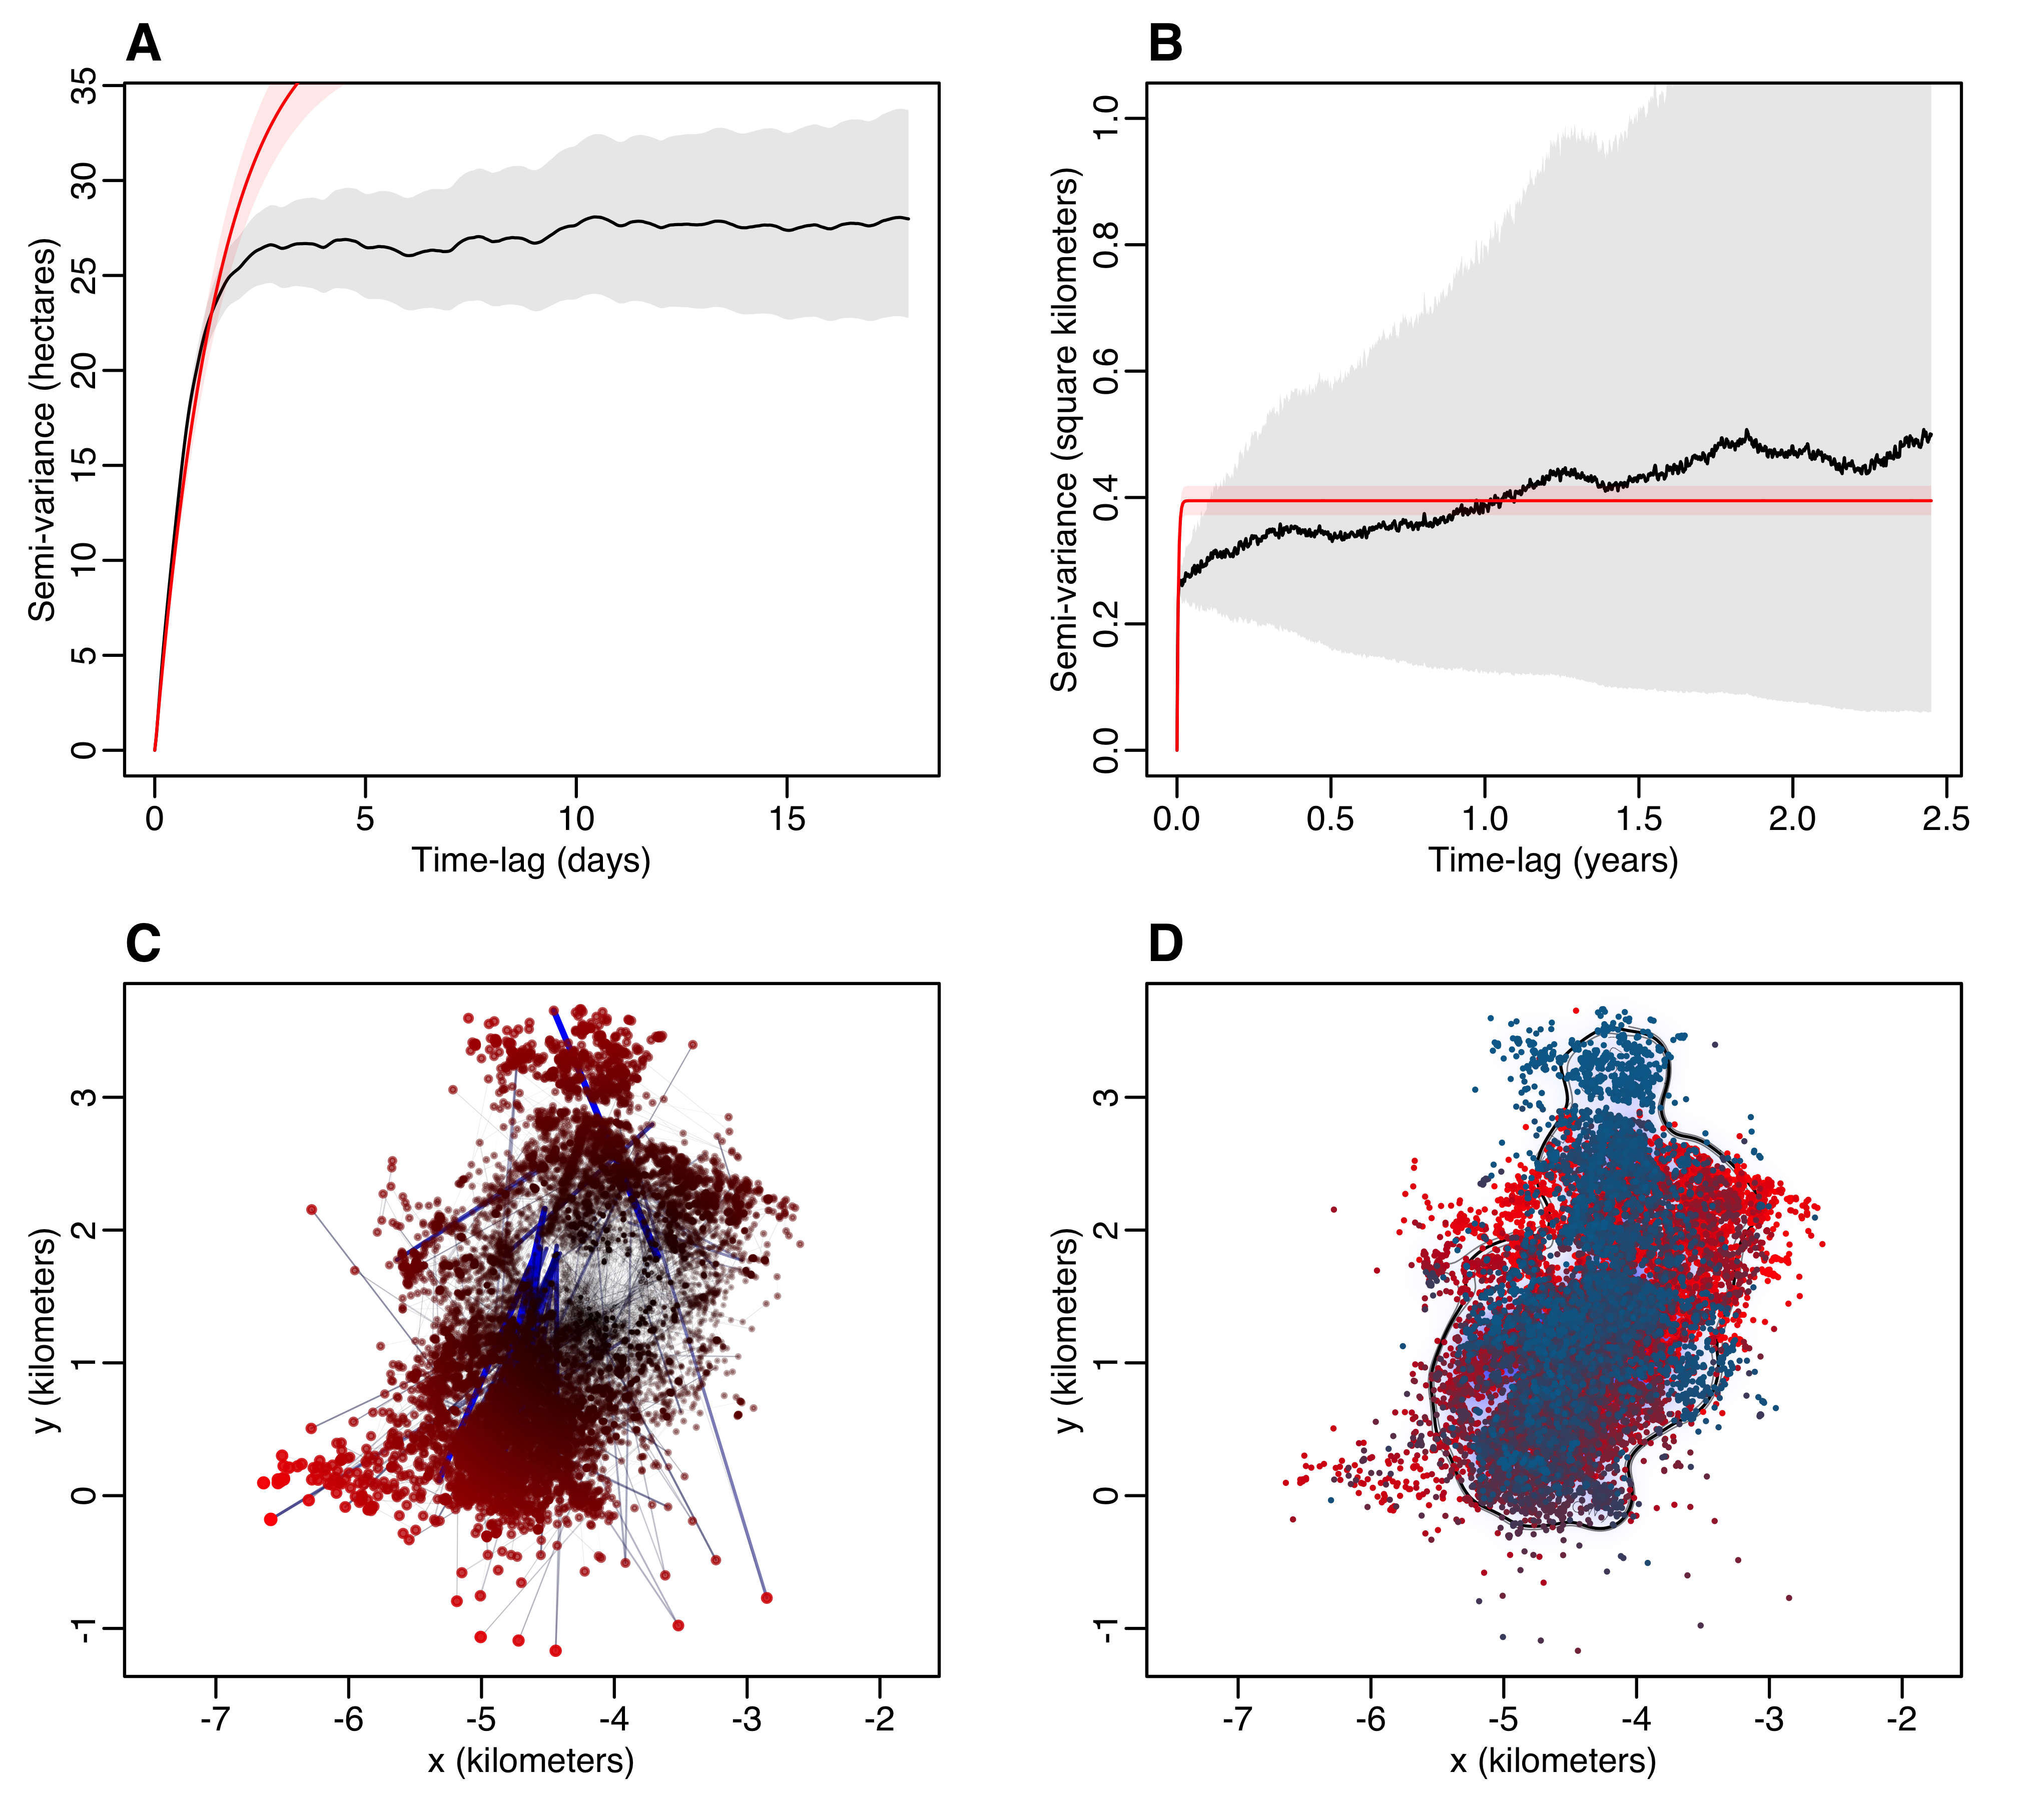 A
35
30
25
20
15
10
5
0
Semi-variance (hectares)
0 5 10 15
Time-lag (days)
B
1.0
0.8
0.6
0.4
0.2
0.0
Semi-variance (square kilometers)
0.0 0.5 1.0 1.5 2.0 2.5
Time-lag (years)
C
3
2
1
0
-1
y (kilometers)
-7 -6 -5 -4 -3 -2
x (kilometers)
D
3
2
1
0
-1
y (kilometers)
-7 -6 -5 -4 -3 -2
x (kilometers)